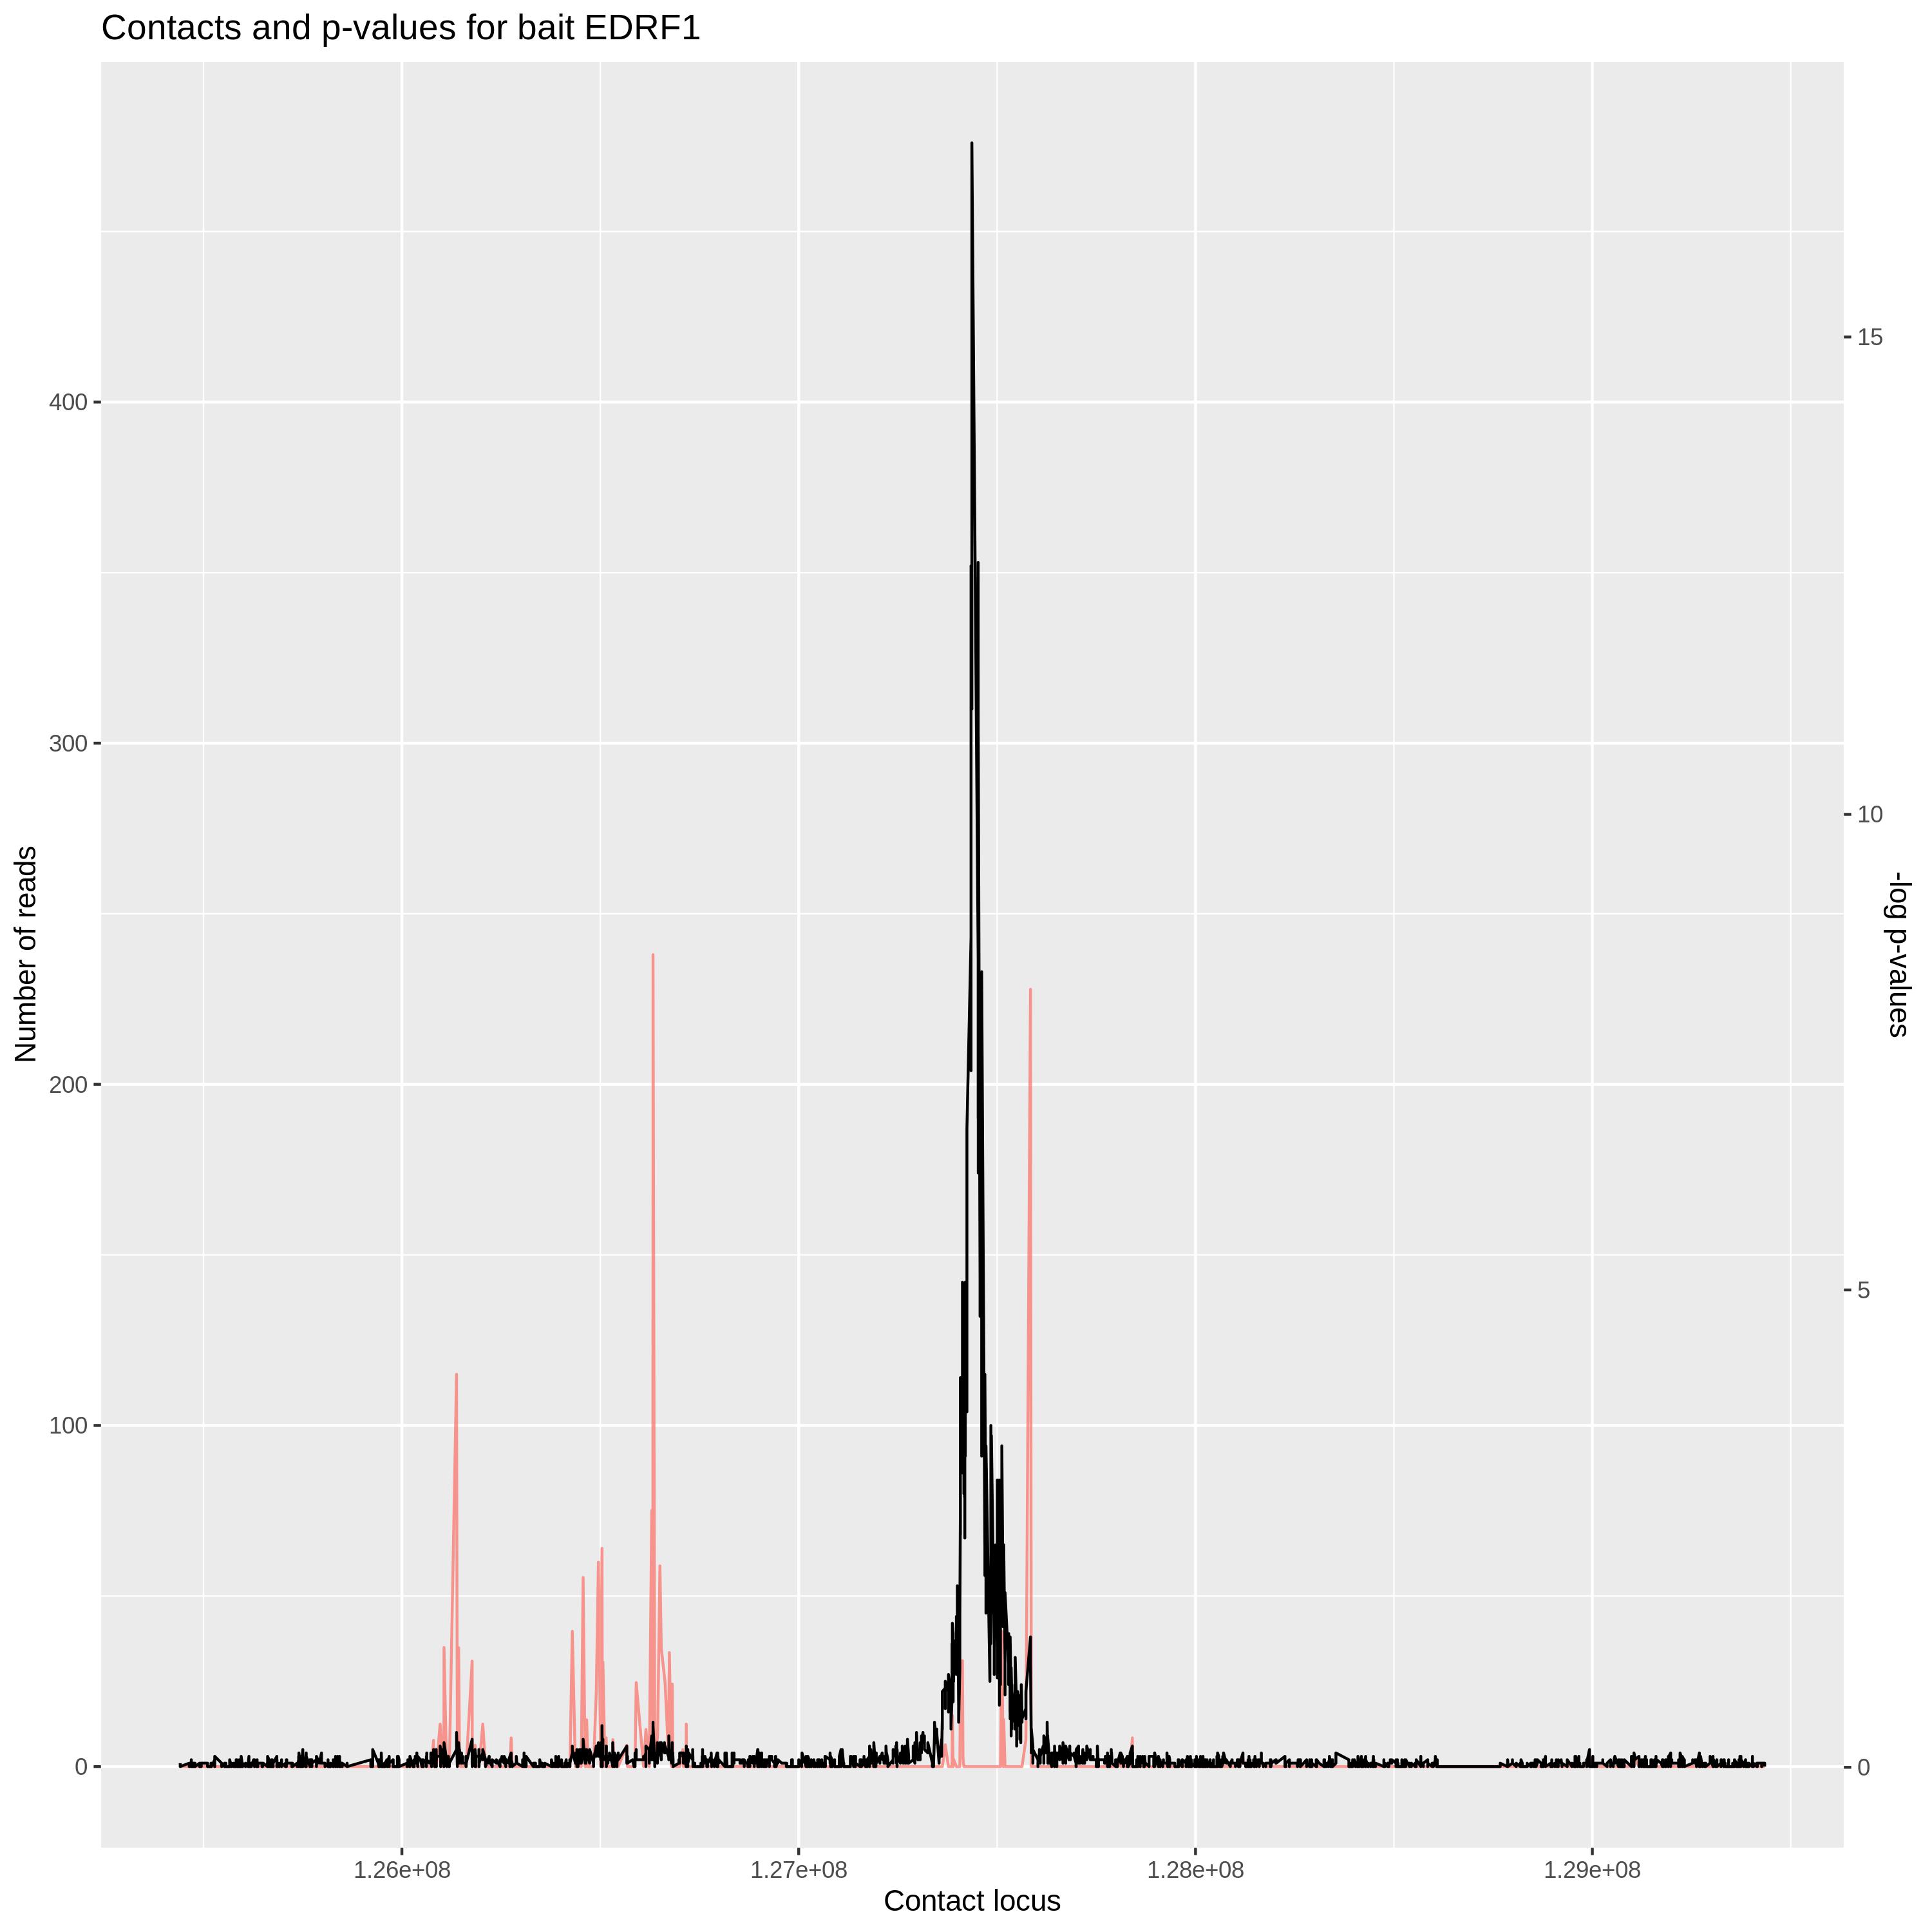 Contacts and p-values for bait EDRF1
Number of reads
400
300
200
100
0
15
10
5
0
-log p-values
1.26e+08
1.27e+08
1.28e+08
1.29e+08
Contact locus